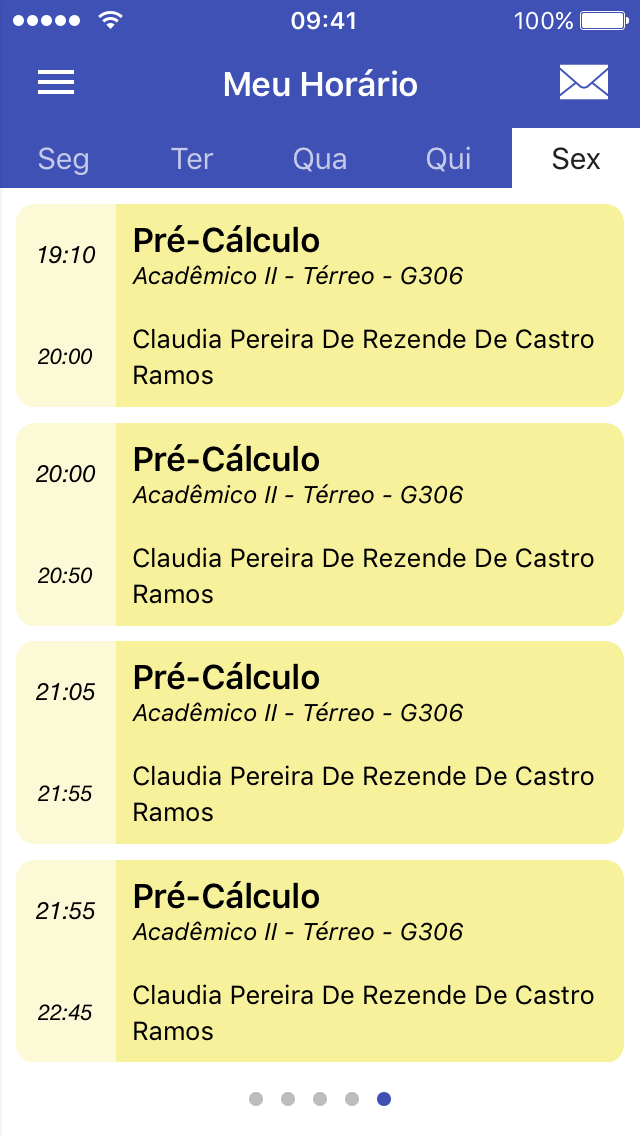 09:41
100%
Meu Horário
Seg Ter Qua Qui Sex
19:10
Pré-Cálculo
Acadêmico II - Térreo - G306
20:00
Claudia Pereira De Rezende De Castro
Ramos
20:00
Pré-Cálculo
Acadêmico II - Térreo - G306
20:50
Claudia Pereira De Rezende De Castro
Ramos
21:05
Pré-Cálculo
Acadêmico II - Térreo - G306
21:55
Claudia Pereira De Rezende De Castro
Ramos
21:55
Pré-Cálculo
Acadêmico II - Térreo - G306
22:45
Claudia Pereira De Rezende De Castro
Ramos